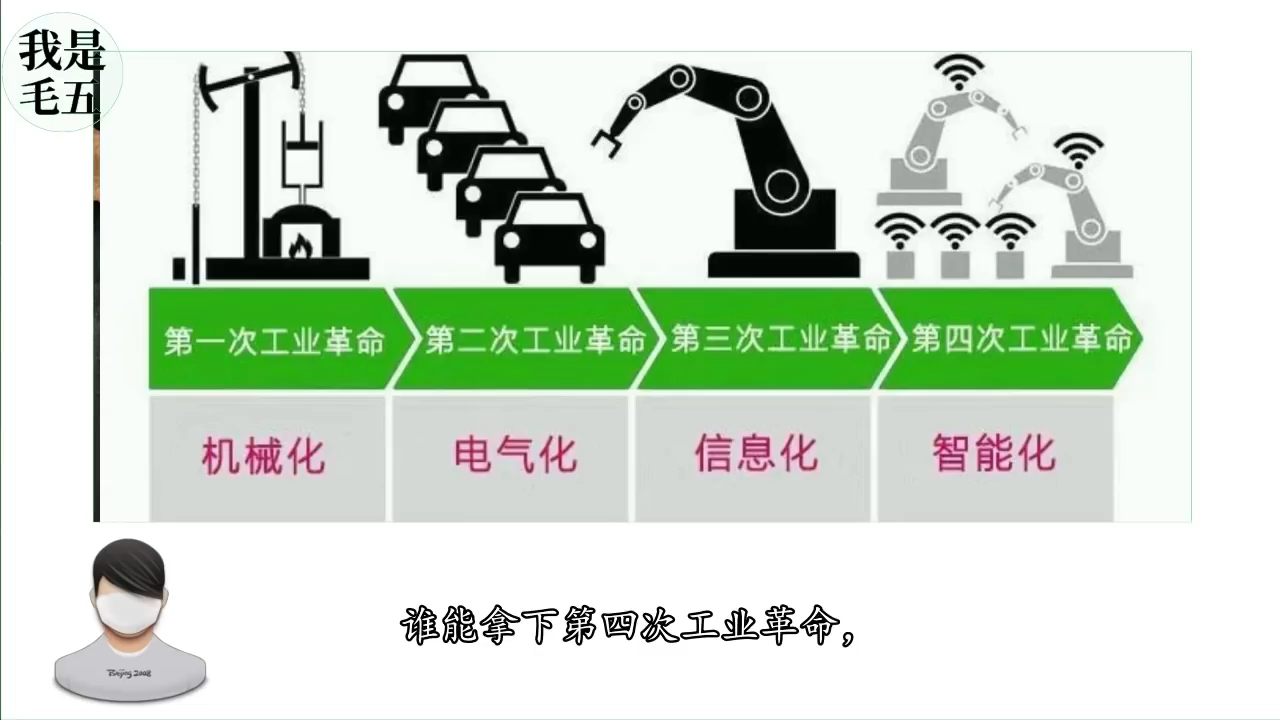 我是
毛五
第一次工业革命
第二次工业革命
第三次工业革命
第四次工业革命
机械化
电气化
信息化
智能化
Beijing 2008
谁能拿下第四次工业革命，